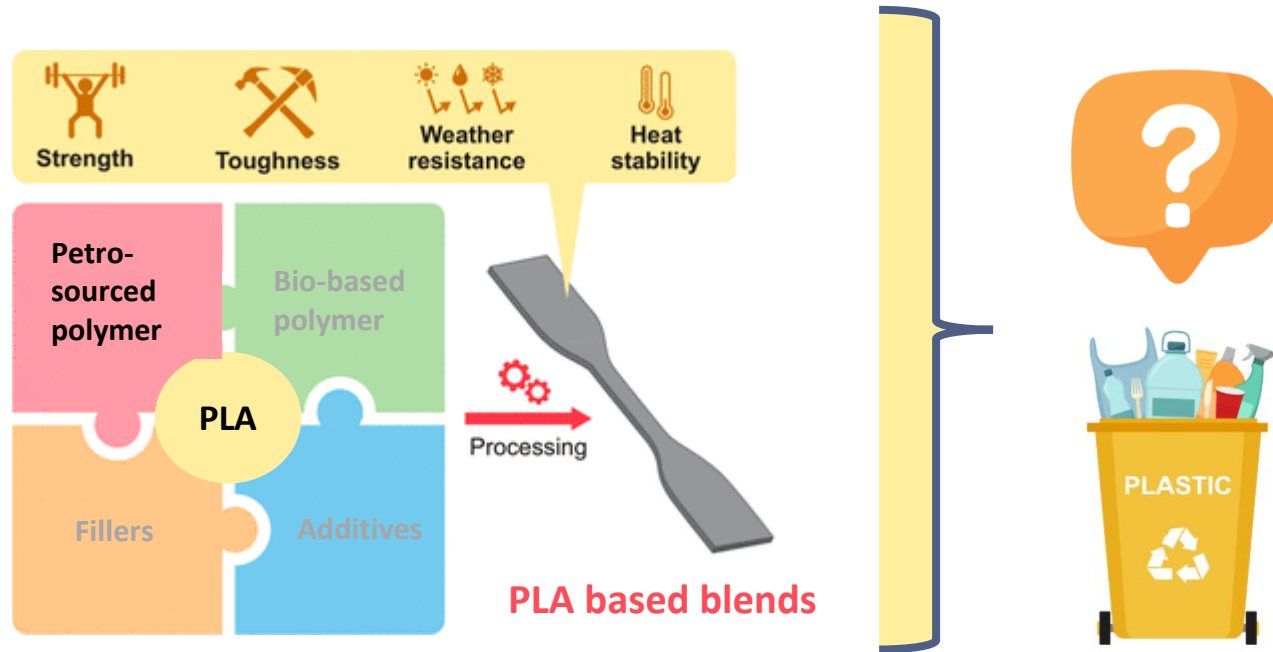 Strength
Toughness
Weather
resistance
Heat
stability
Petro-
sourced
polymer
Bio-based
polymer
PLA
Fillers
Additives
Processing
PLA based blends
?
PLASTIC